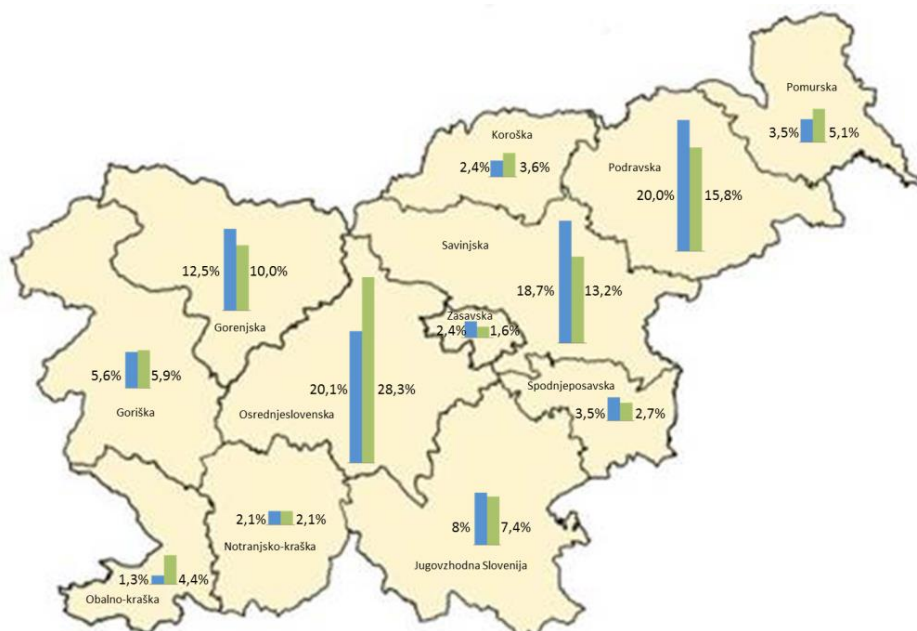 Pomurska
3,5% 5,1%
Koroška
2,4% 3,6%
Podravska
20,0% 15,8%
Savinjska
18,7% 13,2%
12,5% 10,0%
Gorenjska
Zasavska
2,4% 1,6%
5,6% 5,9%
Goriška
20,1% 28,3%
Osrednjeslovenska
Spodnjeposavska
3,5% 2,7%
2,1% 2,1%
Notranjsko-kraška
8% 7,4%
Jugovzhodna Slovenija
1,3% 4,4%
Obalno-kraška